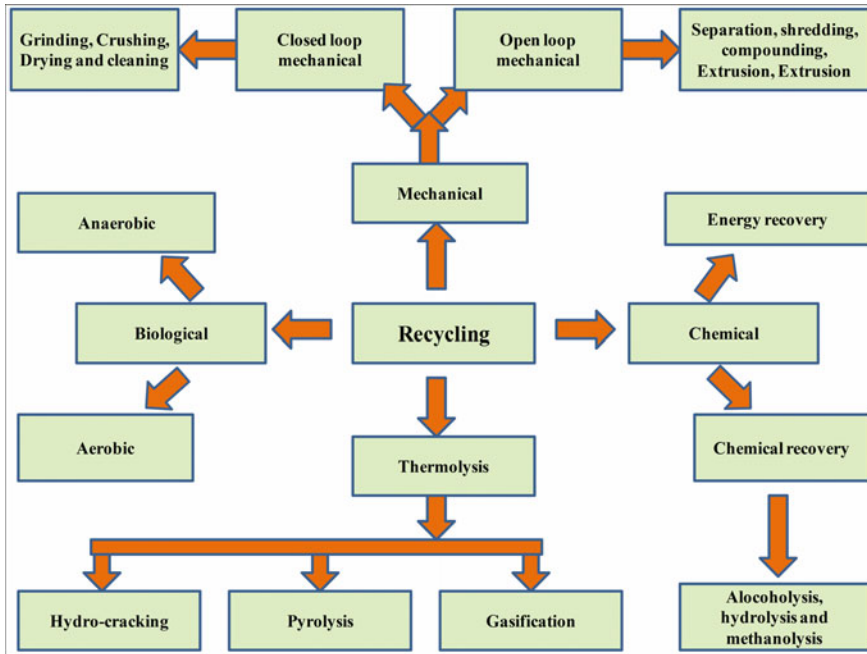 Grinding, Crushing,
Drying and cleaning
Closed loop
mechanical
Open loop
mechanical
Separation, shredding,
compounding,
Extrusion, Extrusion
Mechanical
Anaerobic
Energy recovery
Biological
Recycling
Chemical
Aerobic
Thermolysis
Chemical recovery
Hydro-cracking
Pyrolysis
Gasification
Alocoholysis,
hydrolysis and
methanolysis